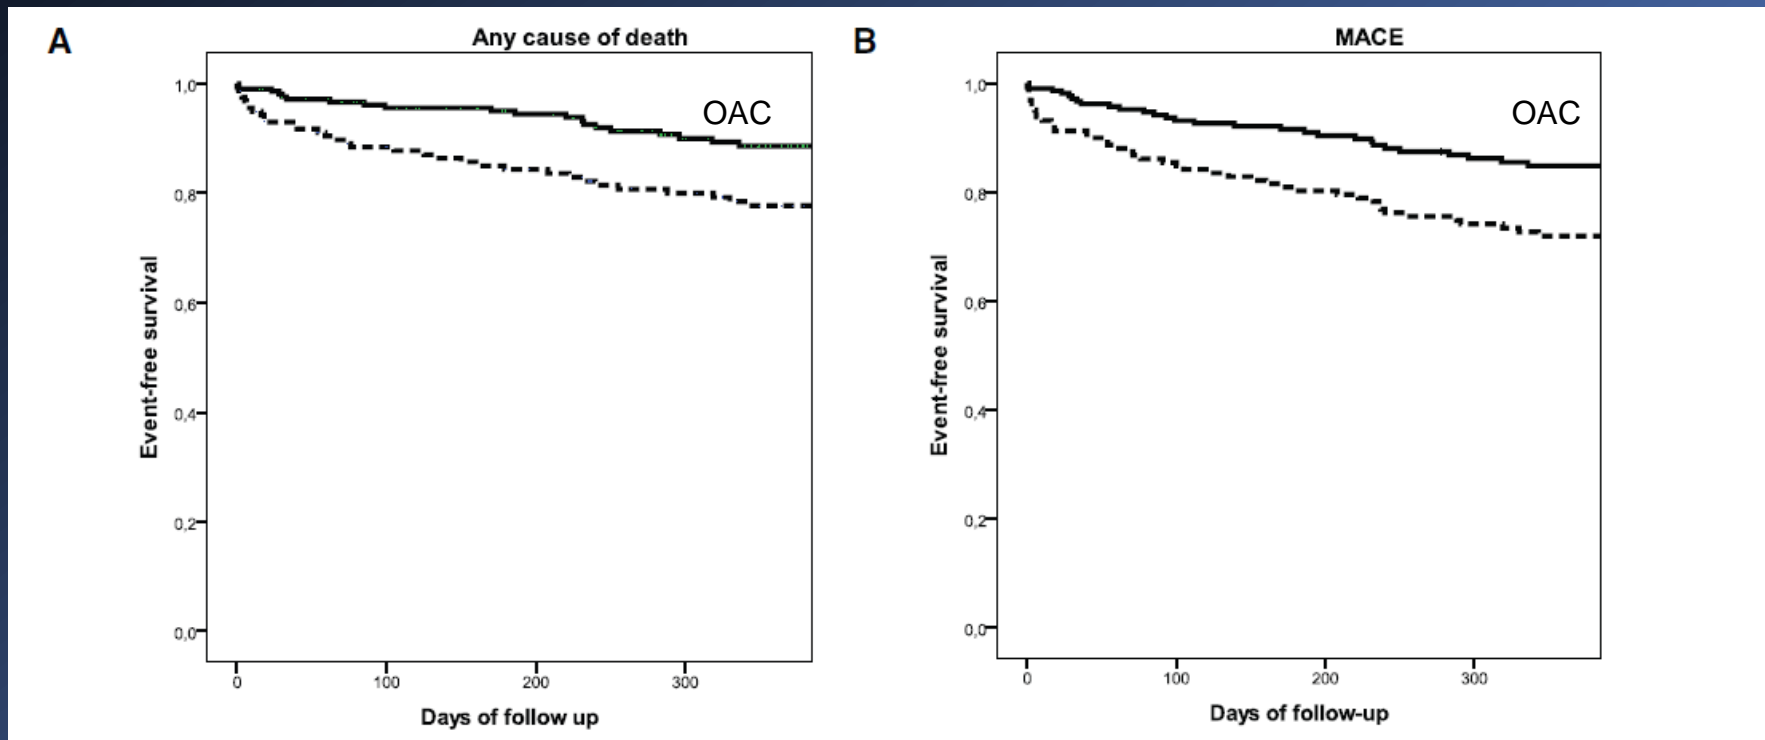 A
Any cause of death
1,0
0,8
0,6
0,4
0,2
0,0
Event-free survival
OAC
0
100
200
300
Days of follow up
B
MACE
1,0
0,8
0,6
0,4
0,2
0,0
Event-free survival
OAC
0
100
200
300
Days of follow-up